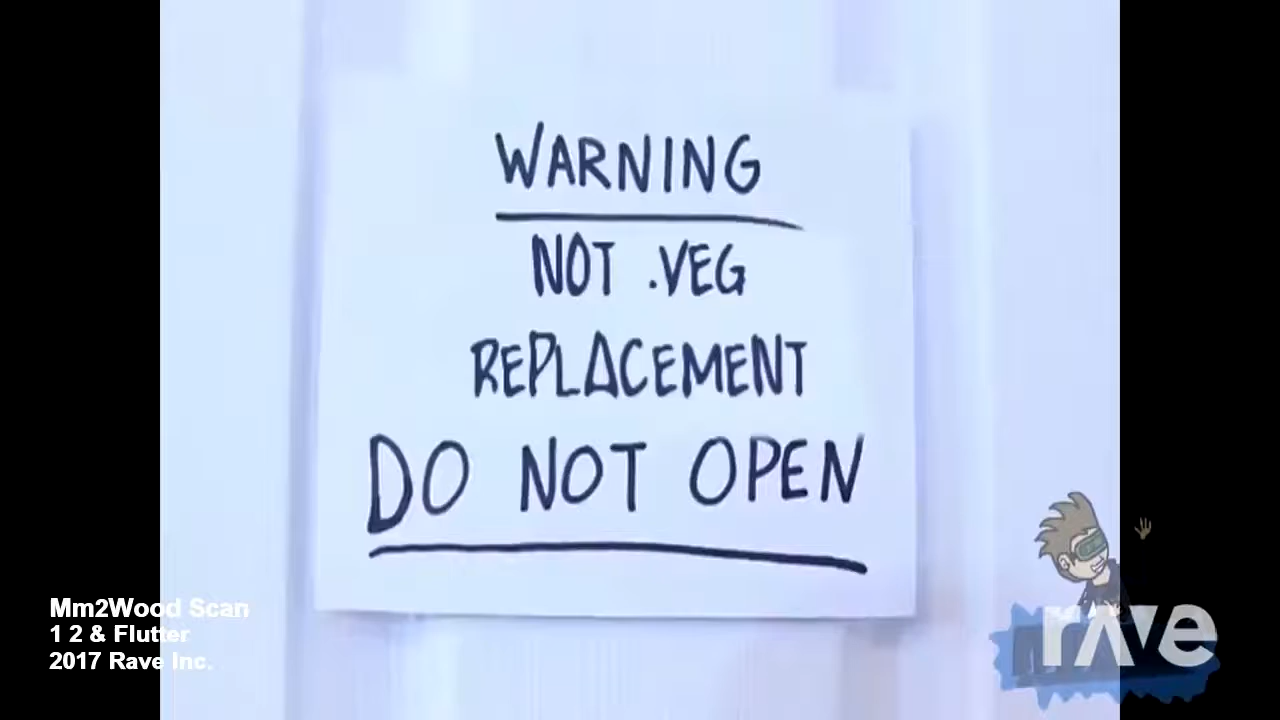 WARNING
NOT .VEG
REPLACEMENT
DO NOT OPEN
Mm2Wood Scan
1 2 & Flutter
2017 Rave Inc.
rave